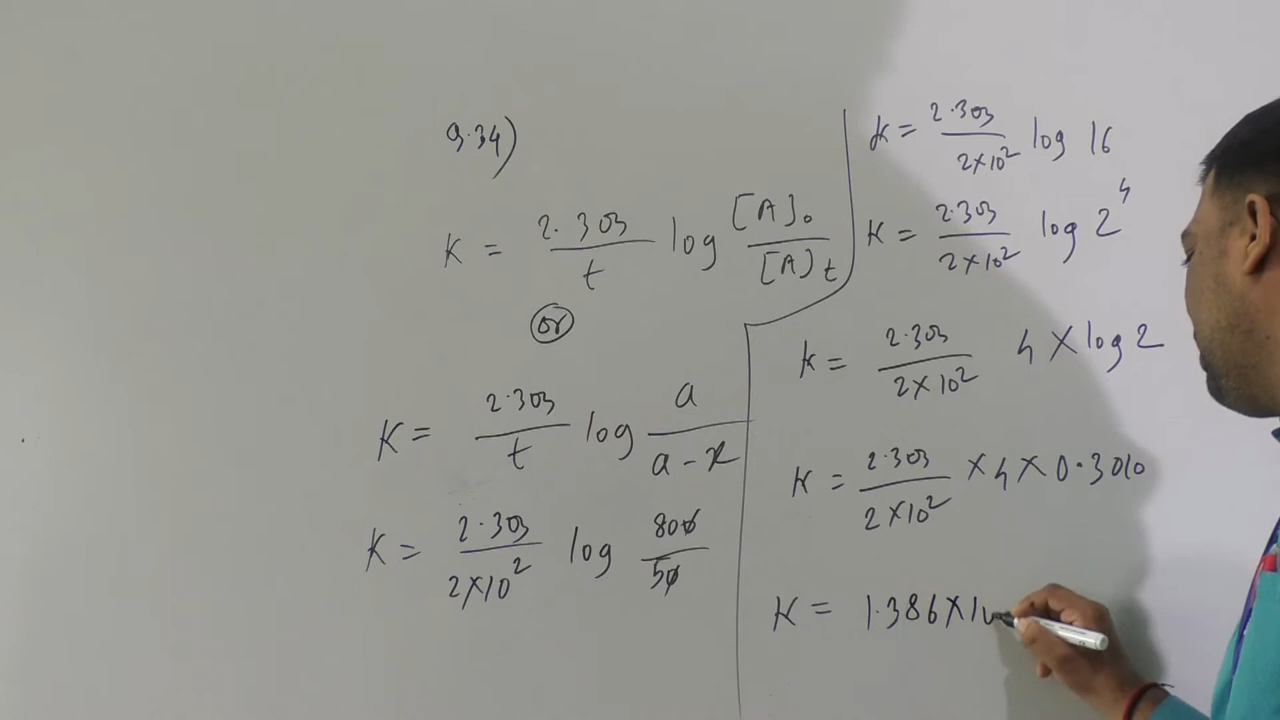 9.34)
K = 2.303 / t log [A]₀ / [A]t
or
K = 2.303 / t log a / a - x
K = 2.303 / 2×10² log 800 / 50
K = 2.303 / 2×10² log 16
K = 2.303 / 2×10² log 2⁴
K = 2.303 / 2×10² 4 × log 2
K = 2.303 / 2×10² × 4 × 0.3010
K = 1.386×10